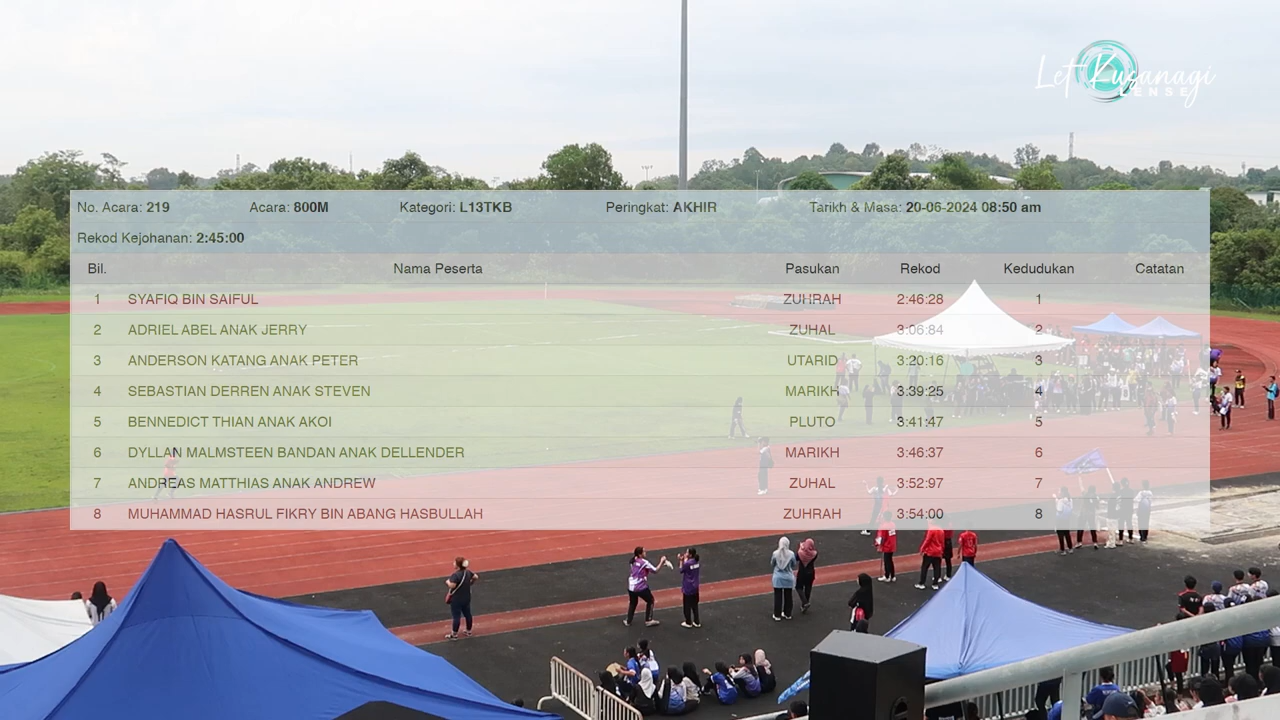 Let Kusanagi
LENSE
No. Acara: 219 Acara: 800M Kategori: L13TKB Peringkat: AKHIR Tarikh & Masa: 20-06-2024 08:50 am
Rekod Kejohanan: 2:45:00
Bil. Nama Peserta Pasukan Rekod Kedudukan Catatan
1 SYAFIQ BIN SAIFUL ZUHRAH 2:46:28 1
2 ADRIEL ABEL ANAK JERRY ZUHAL 3:06:84 2
3 ANDERSON KATANG ANAK PETER UTARID 3:20:16 3
4 SEBASTIAN DERREN ANAK STEVEN MARIKH 3:39:25 4
5 BENNEDICT THIAN ANAK AKOI PLUTO 3:41:47 5
6 DYLLAN MALMSTEEN BANDAN ANAK DELLENDER MARIKH 3:46:37 6
7 ANDREAS MATTHIAS ANAK ANDREW ZUHAL 3:52:97 7
8 MUHAMMAD HASRUL FIKRY BIN ABANG HASBULLAH ZUHRAH 3:54:00 8